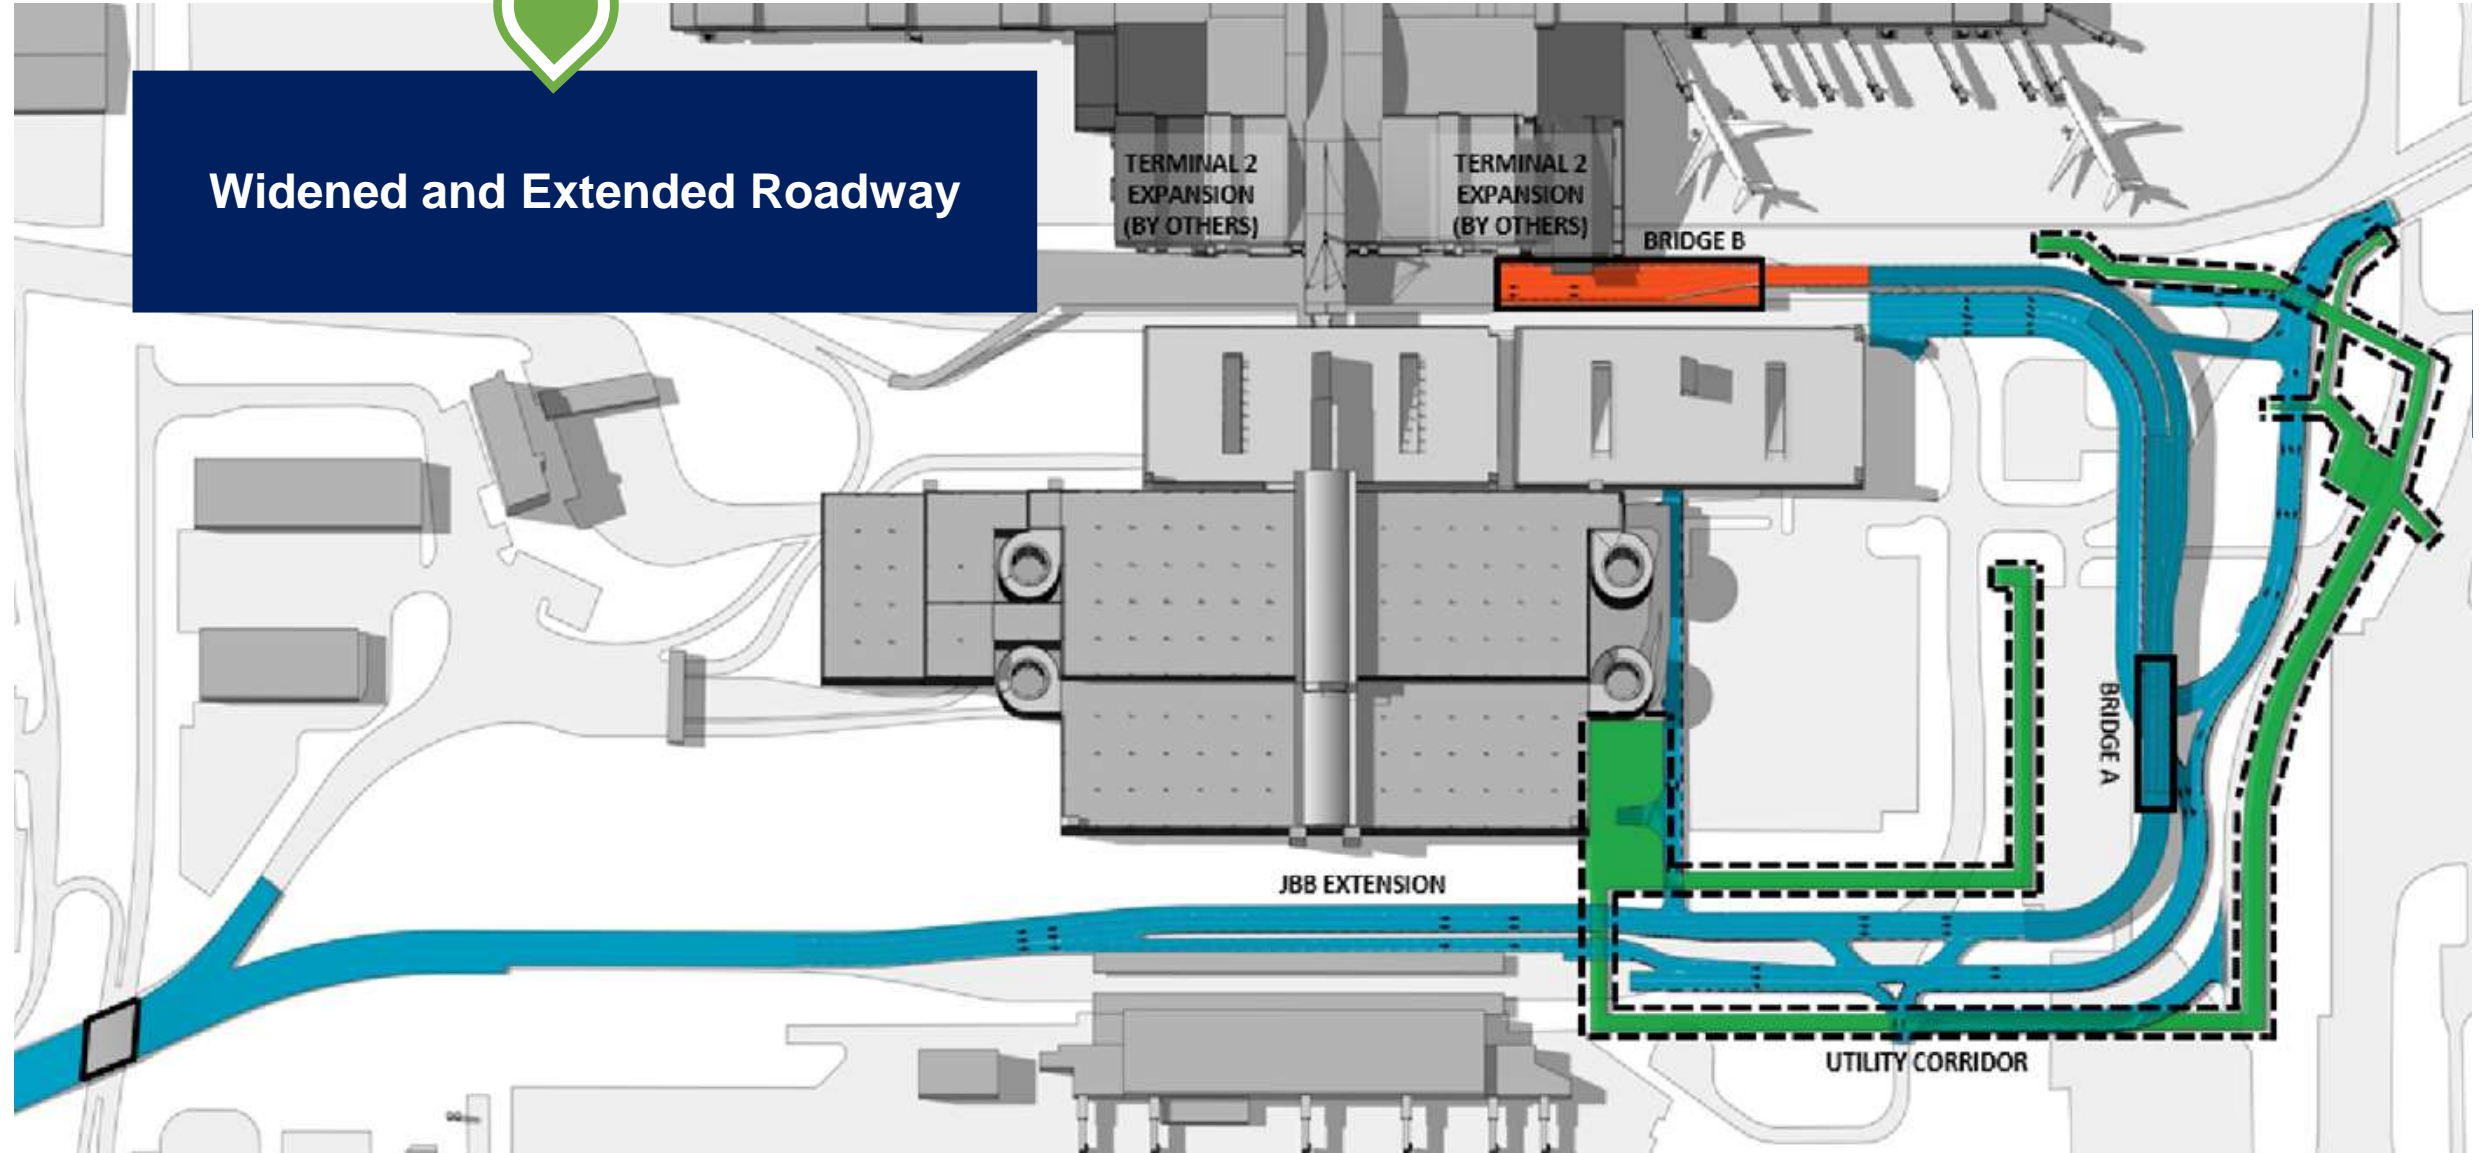 Widened and Extended Roadway
TERMINAL 2
EXPANSION
(BY OTHERS)
TERMINAL 2
EXPANSION
(BY OTHERS)
BRIDGE B
BRIDGE A
JBB EXTENSION
UTILITY CORRIDOR